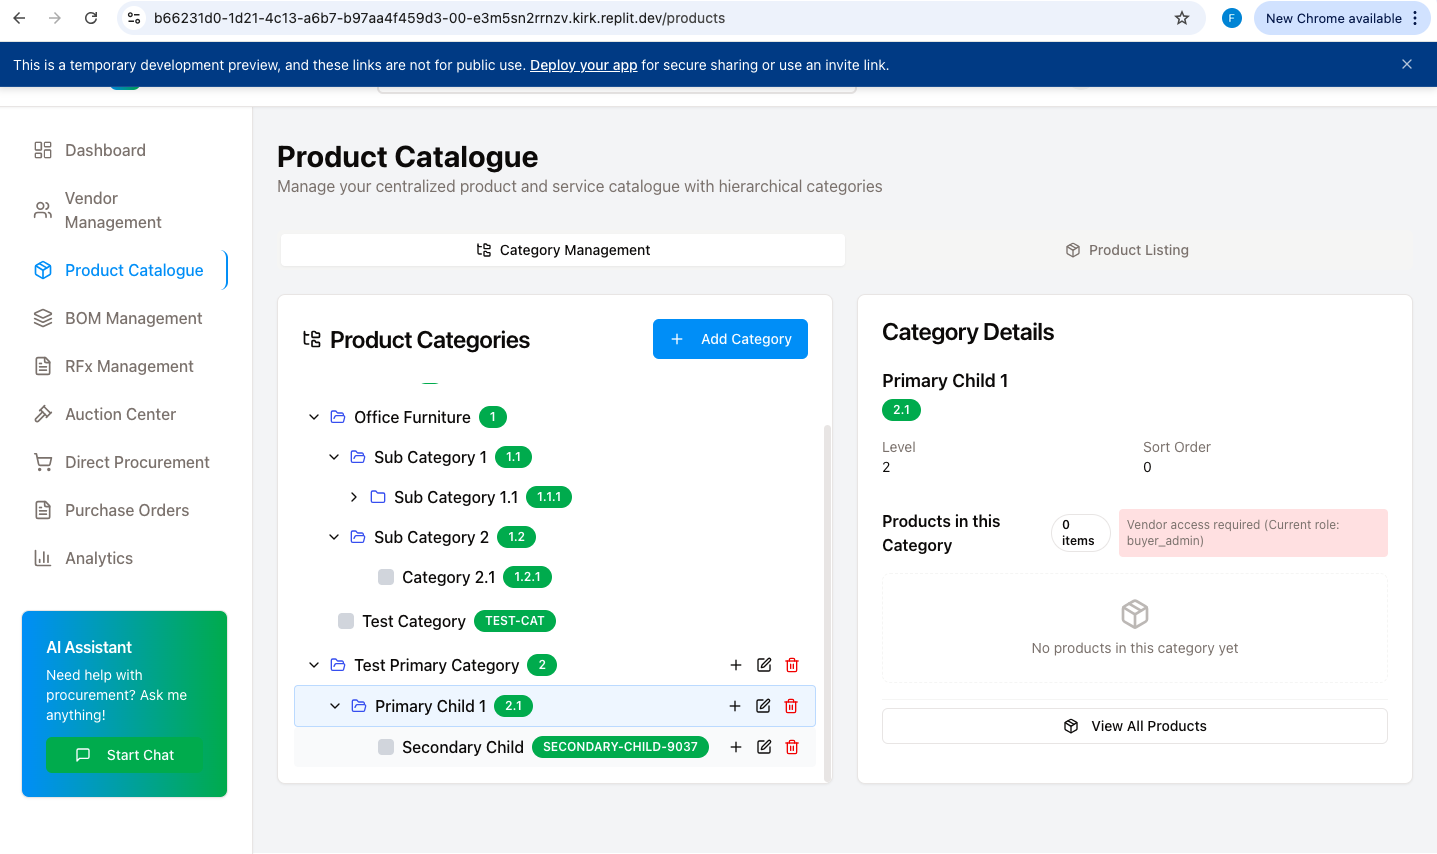 b66231d0-1d21-4c13-a6b7-b97aa4f459d3-00-e3m5sn2rrnzv.kirk.replit.dev/products
F
New Chrome available
This is a temporary development preview, and these links are not for public use. Deploy your app for secure sharing or use an invite link.
Dashboard
Vendor
Management
Product Catalogue
BOM Management
RFx Management
Auction Center
Direct Procurement
Purchase Orders
Analytics
AI Assistant
Need help with
procurement? Ask me
anything!
Start Chat
Product Catalogue
Manage your centralized product and service catalogue with hierarchical categories
Category Management
Product Listing
Product Categories
Add Category
Office Furniture 1
Sub Category 1 1.1
Sub Category 1.1 1.1.1
Sub Category 2 1.2
Category 2.1 1.2.1
Test Category TEST-CAT
Test Primary Category 2
Primary Child 1 2.1
Secondary Child SECONDARY-CHILD-9037
Category Details
Primary Child 1
2.1
Level Sort Order
2 0
Products in this
Category
0
items
Vendor access required (Current role:
buyer_admin)
No products in this category yet
View All Products